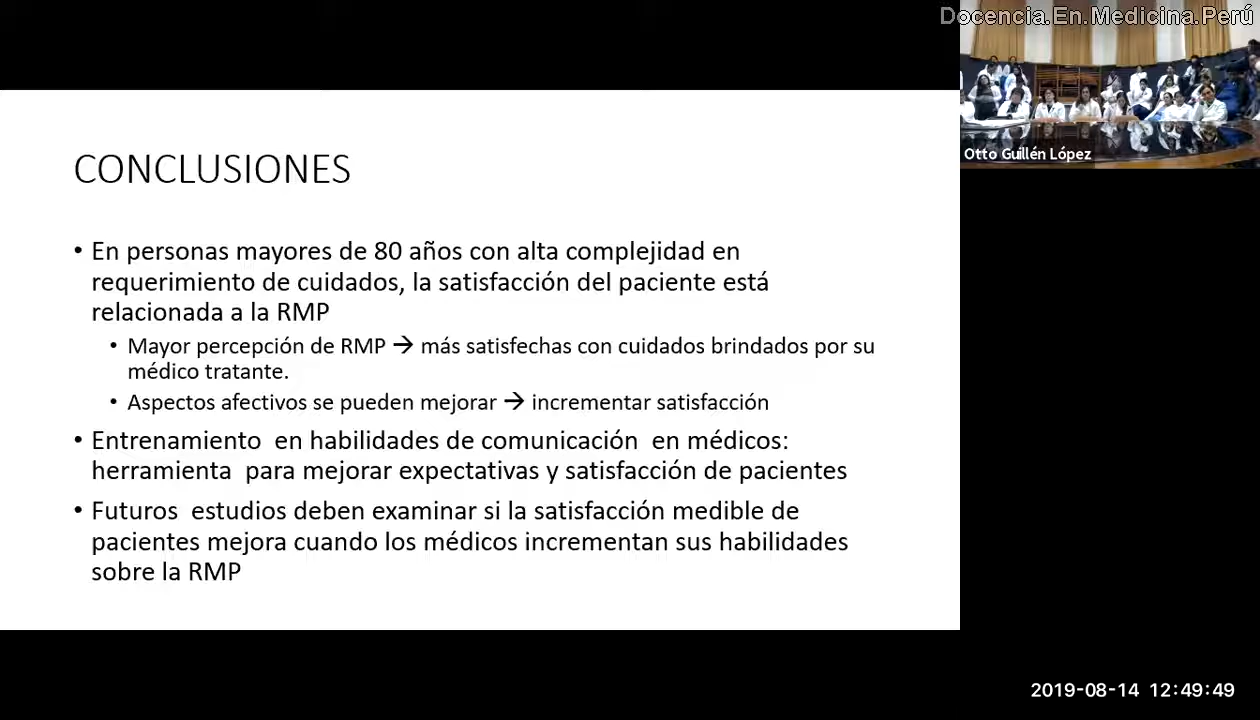 Docencia.En.Medicina.Perú
Otto Guillén López
CONCLUSIONES
• En personas mayores de 80 años con alta complejidad en
requerimiento de cuidados, la satisfacción del paciente está
relacionada a la RMP
• Mayor percepción de RMP → más satisfechas con cuidados brindados por su
médico tratante.
• Aspectos afectivos se pueden mejorar → incrementar satisfacción
• Entrenamiento en habilidades de comunicación en médicos:
herramienta para mejorar expectativas y satisfacción de pacientes
• Futuros estudios deben examinar si la satisfacción medible de
pacientes mejora cuando los médicos incrementan sus habilidades
sobre la RMP
2019-08-14 12:49:49